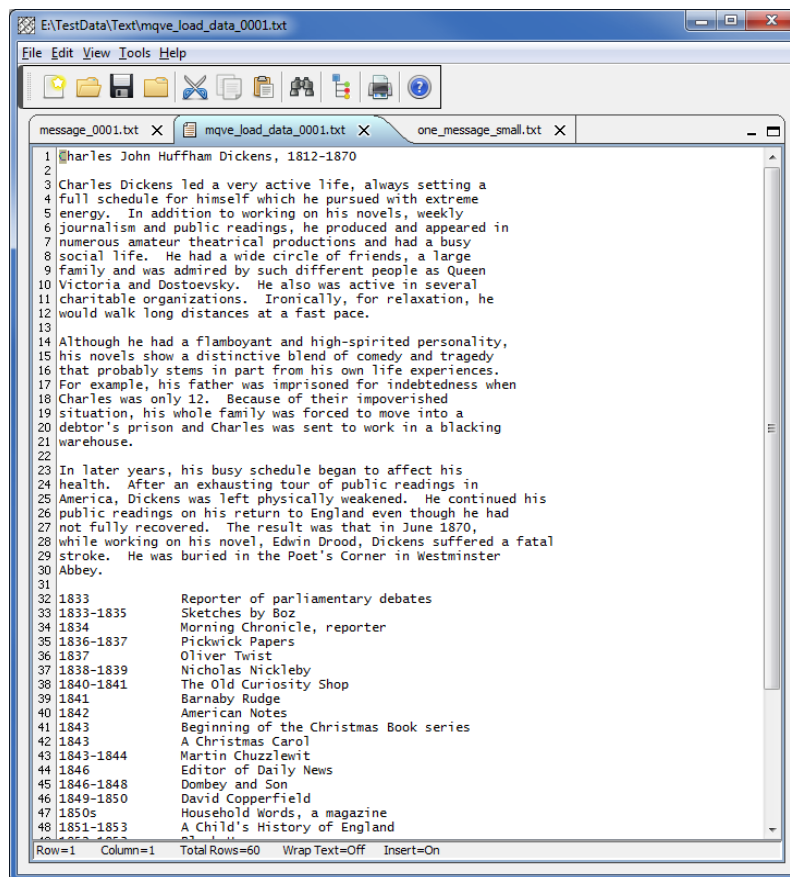 E:\TestData\Text\mqve_load_data_0001.txt
File Edit View Tools Help
message_0001.txt X mqve_load_data_0001.txt X one_message_small.txt X
1 Charles John Huffham Dickens, 1812-1870
2
3 Charles Dickens led a very active life, always setting a
4 full schedule for himself which he pursued with extreme
5 energy.  In addition to working on his novels, weekly
6 journalism and public readings, he produced and appeared in
7 numerous amateur theatrical productions and had a busy
8 social life.  He had a wide circle of friends, a large
9 family and was admired by such different people as Queen
10 Victoria and Dostoevsky.  He also was active in several
11 charitable organizations.  Ironically, for relaxation, he
12 would walk long distances at a fast pace.
13
14 Although he had a flamboyant and high-spirited personality,
15 his novels show a distinctive blend of comedy and tragedy
16 that probably stems in part from his own life experiences.
17 For example, his father was imprisoned for indebtedness when
18 Charles was only 12.  Because of their impoverished
19 situation, his whole family was forced to move into a
20 debtor's prison and Charles was sent to work in a blacking
21 warehouse.
22
23 In later years, his busy schedule began to affect his
24 health.  After an exhausting tour of public readings in
25 America, Dickens was left physically weakened.  He continued his
26 public readings on his return to England even though he had
27 not fully recovered.  The result was that in June 1870,
28 while working on his novel, Edwin Drood, Dickens suffered a fatal
29 stroke.  He was buried in the Poet's Corner in Westminster
30 Abbey.
31
32 1833 Reporter of parliamentary debates
33 1833-1835 Sketches by Boz
34 1834 Morning Chronicle, reporter
35 1836-1837 Pickwick Papers
36 1837 Oliver Twist
37 1838-1839 Nicholas Nickleby
38 1840-1841 The Old Curiosity Shop
39 1841 Barnaby Rudge
40 1842 American Notes
41 1843 Beginning of the Christmas Book series
42 1843 A Christmas Carol
43 1843-1844 Martin Chuzzlewit
44 1846 Editor of Daily News
45 1846-1848 Dombey and Son
46 1849-1850 David Copperfield
47 1850s Household Words, a magazine
48 1851-1853 A Child's History of England
Row=1 Column=1 Total Rows=60 Wrap Text=Off Insert=On